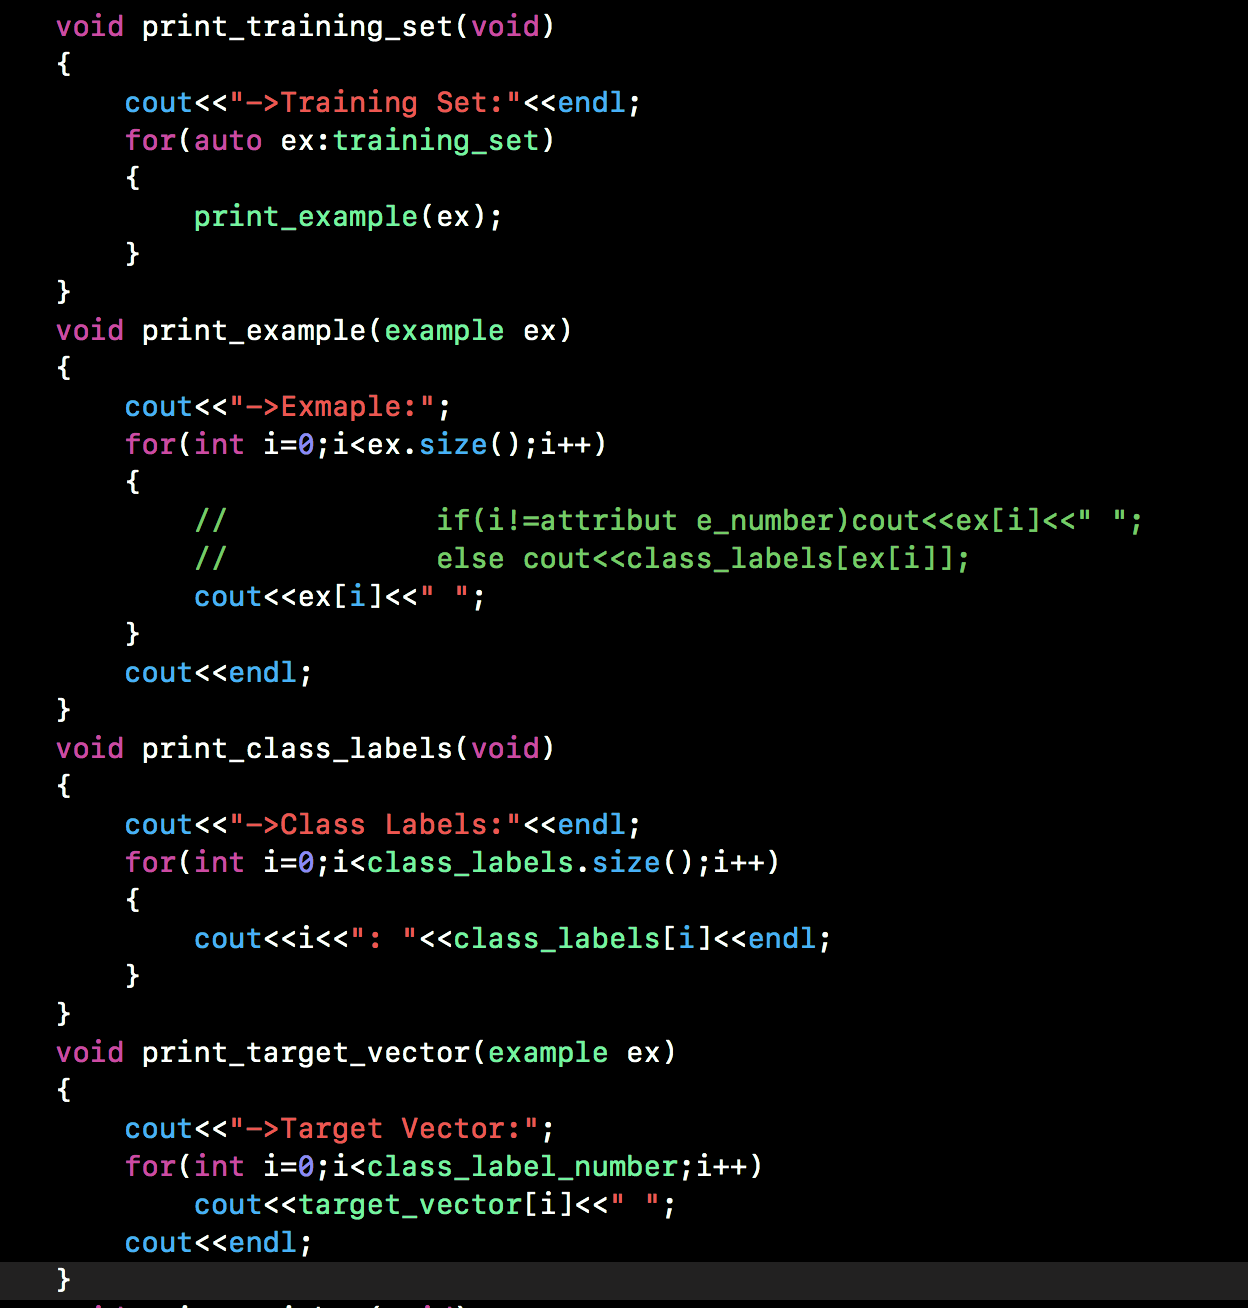 void print_training_set(void)
{
    cout<<"->Training Set:"<<endl;
    for(auto ex:training_set)
    {
        print_example(ex);
    }
}
void print_example(example ex)
{
    cout<<"->Exmaple:";
    for(int i=0;i<ex.size();i++)
    {
        //            if(i!=attribut e_number)cout<<ex[i]<<" ";
        //            else cout<<class_labels[ex[i]];
        cout<<ex[i]<<" ";
    }
    cout<<endl;
}
void print_class_labels(void)
{
    cout<<"->Class Labels:"<<endl;
    for(int i=0;i<class_labels.size();i++)
    {
        cout<<i<<": "<<class_labels[i]<<endl;
    }
}
void print_target_vector(example ex)
{
    cout<<"->Target Vector:";
    for(int i=0;i<class_label_number;i++)
        cout<<target_vector[i]<<" ";
    cout<<endl;
}